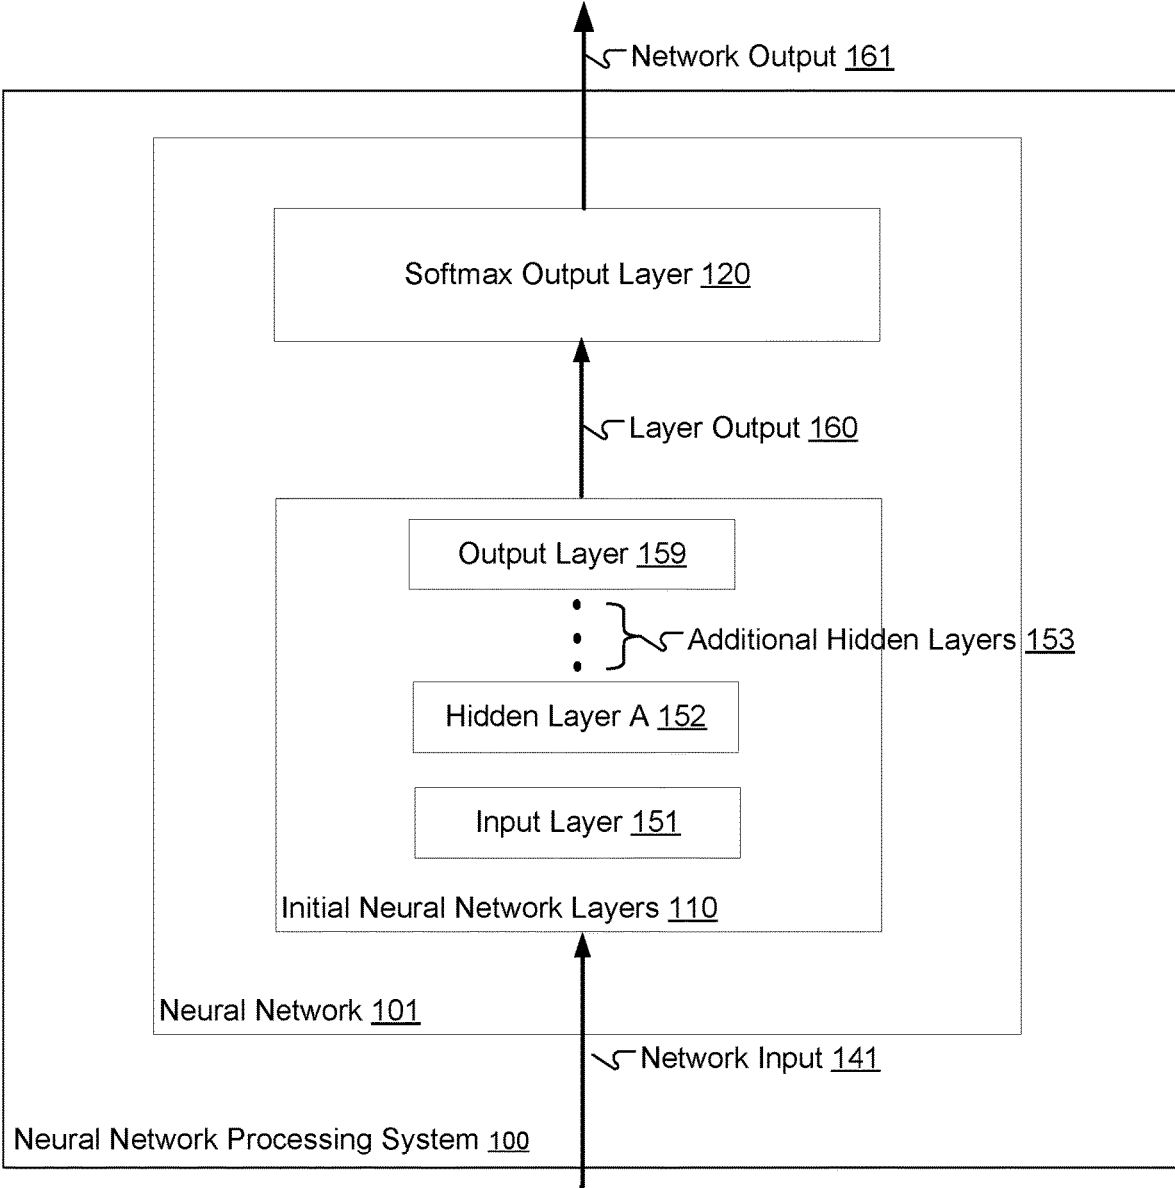 Network Output 161
Softmax Output Layer 120
Layer Output 160
Output Layer 159
Additional Hidden Layers 153
Hidden Layer A 152
Input Layer 151
Initial Neural Network Layers 110
Neural Network 101
Network Input 141
Neural Network Processing System 100